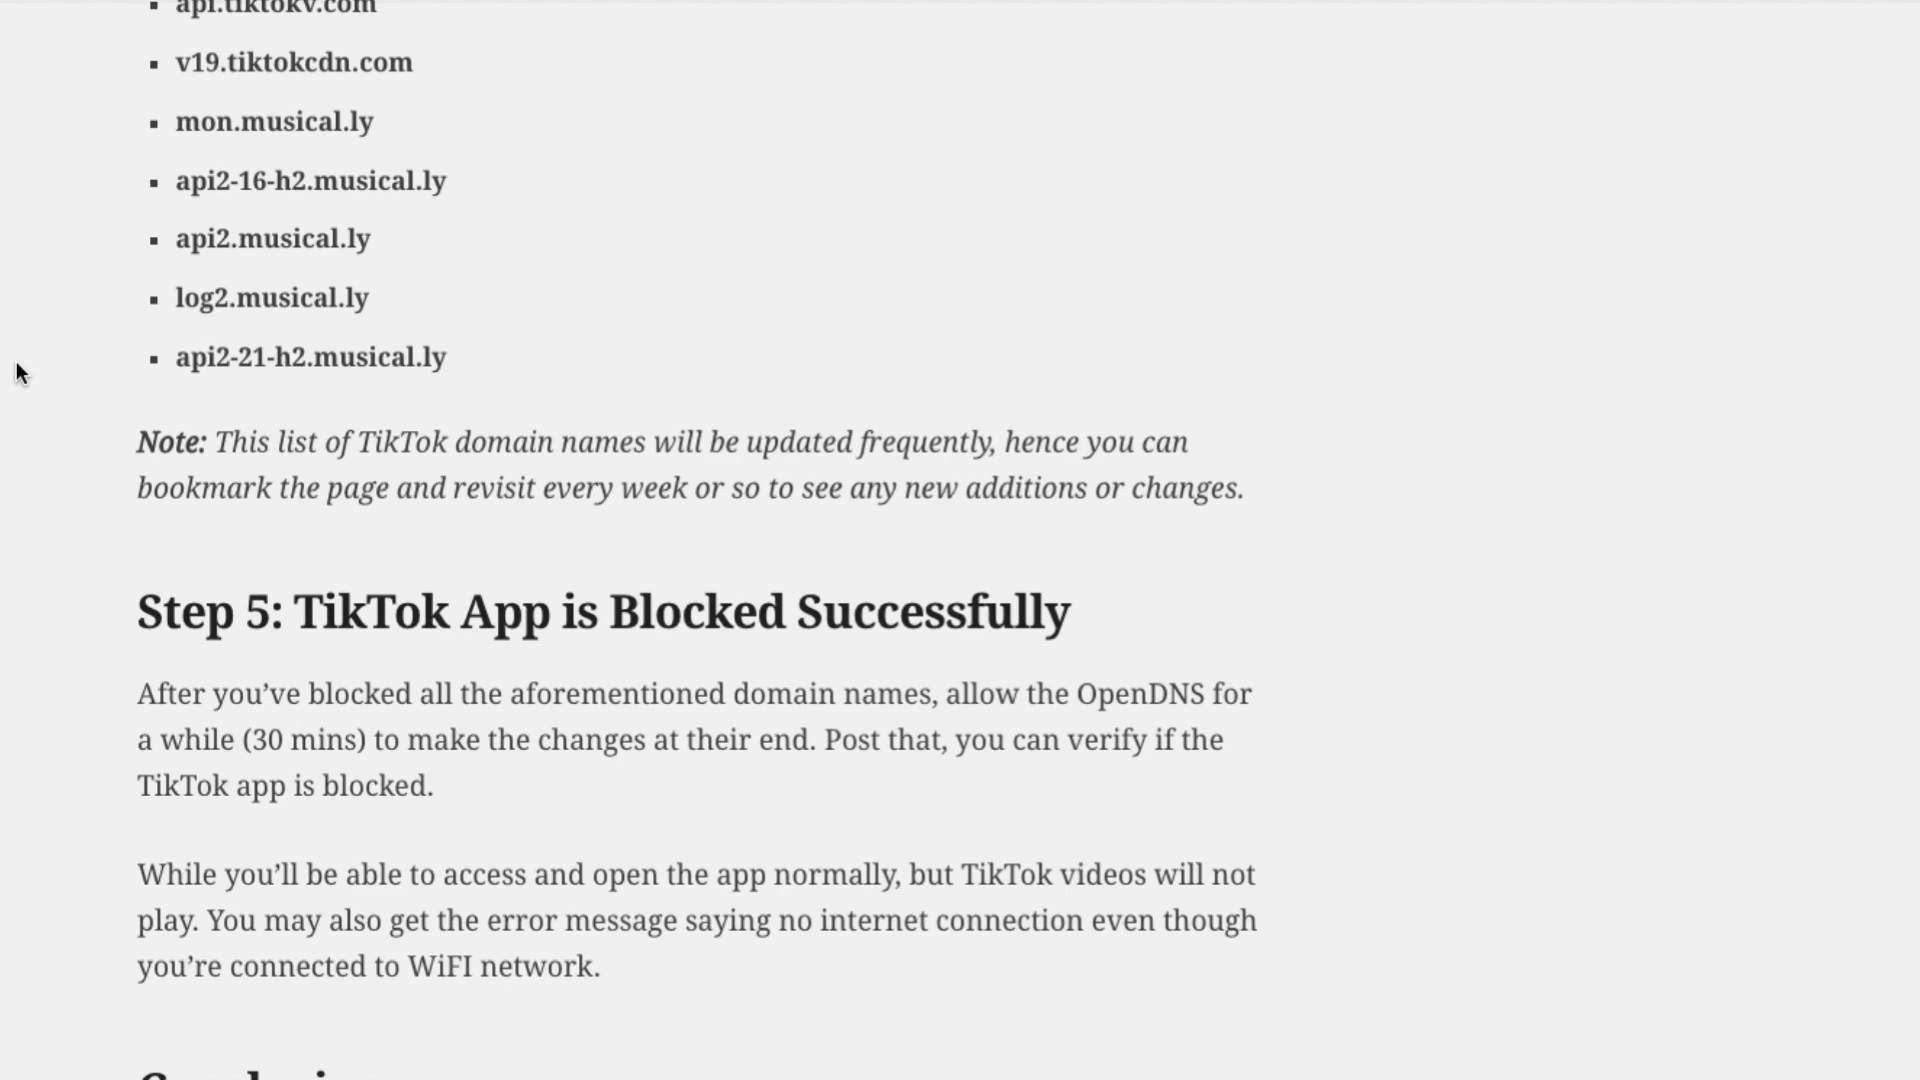 api.tiktokv.com
v19.tiktokcdn.com
mon.musical.ly
api2-16-h2.musical.ly
api2.musical.ly
log2.musical.ly
api2-21-h2.musical.ly
Note: This list of TikTok domain names will be updated frequently, hence you can
bookmark the page and revisit every week or so to see any new additions or changes.
Step 5: TikTok App is Blocked Successfully
After you’ve blocked all the aforementioned domain names, allow the OpenDNS for
a while (30 mins) to make the changes at their end. Post that, you can verify if the
TikTok app is blocked.
While you’ll be able to access and open the app normally, but TikTok videos will not
play. You may also get the error message saying no internet connection even though
you’re connected to WiFI network.